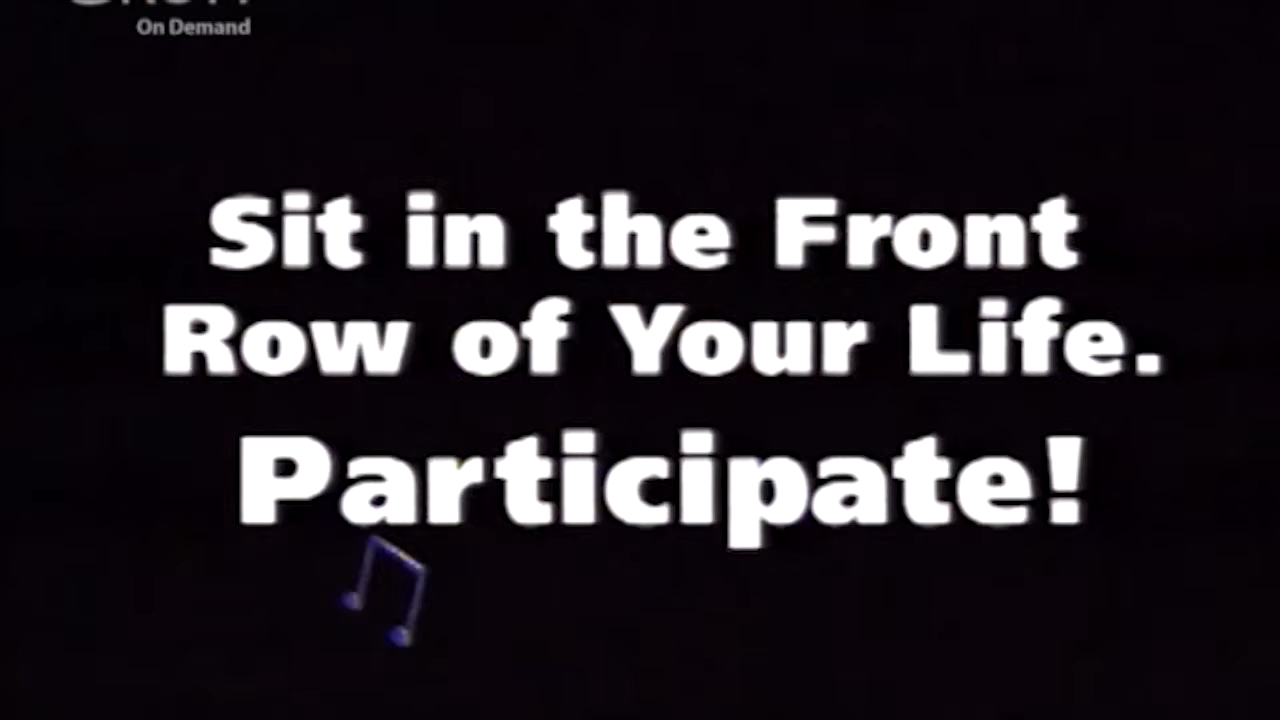 On Demand
Sit in the Front
Row of Your Life.
Participate!